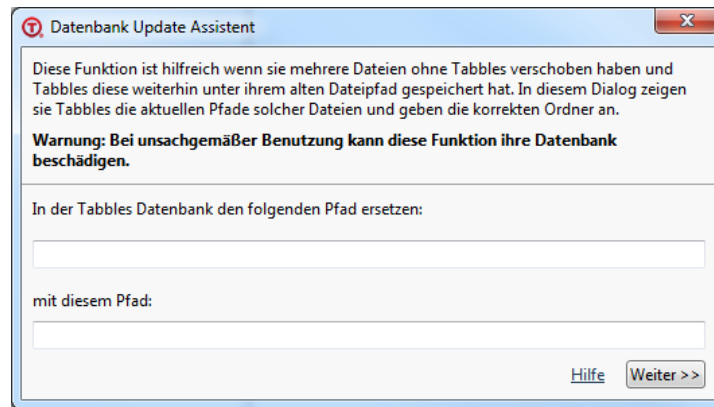 Datenbank Update Assistent
Diese Funktion ist hilfreich wenn sie mehrere Dateien ohne Tabbles verschoben haben und
Tabbles diese weiterhin unter ihrem alten Dateipfad gespeichert hat. In diesem Dialog zeigen
sie Tabbles die aktuellen Pfade solcher Dateien und geben die korrekten Ordner an.
Warnung: Bei unsachgemäßer Benutzung kann diese Funktion ihre Datenbank
beschädigen.
In der Tabbles Datenbank den folgenden Pfad ersetzen:
mit diesem Pfad:
Hilfe Weiter >>